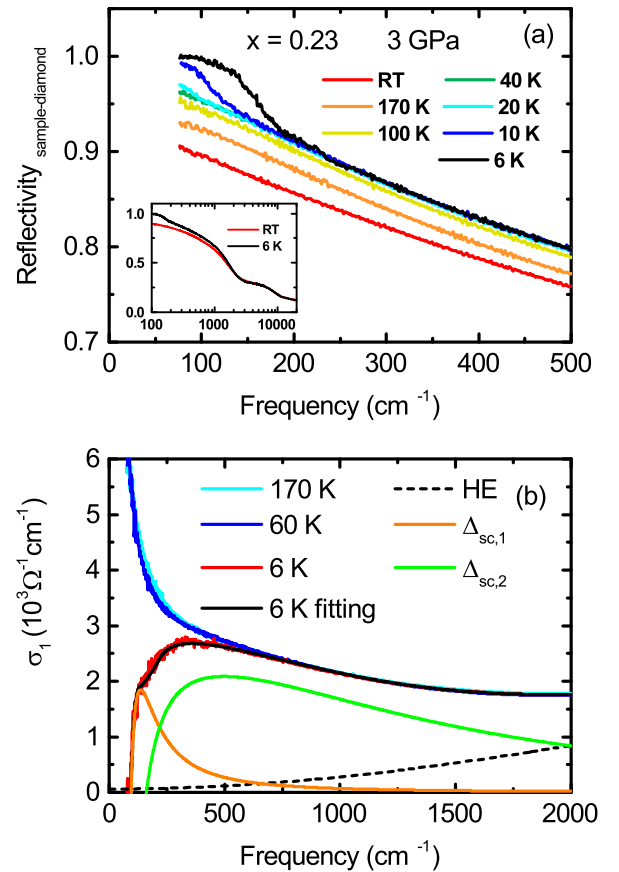 x = 0.23 3 GPa (a)
RT 40 K
170 K 20 K
100 K 10 K
6 K
Reflectivity sample-diamond
1.0
0.9
0.8
0.7
1.0
0.5
0.0
RT
6 K
100 1000 10000
0 100 200 300 400 500
Frequency (cm -1)
6
5
4
3
2
1
0
σ1 (10³Ω⁻¹cm⁻¹)
170 K HE (b)
60 K Δsc,1
6 K Δsc,2
6 K fitting
0 500 1000 1500 2000
Frequency (cm -1)